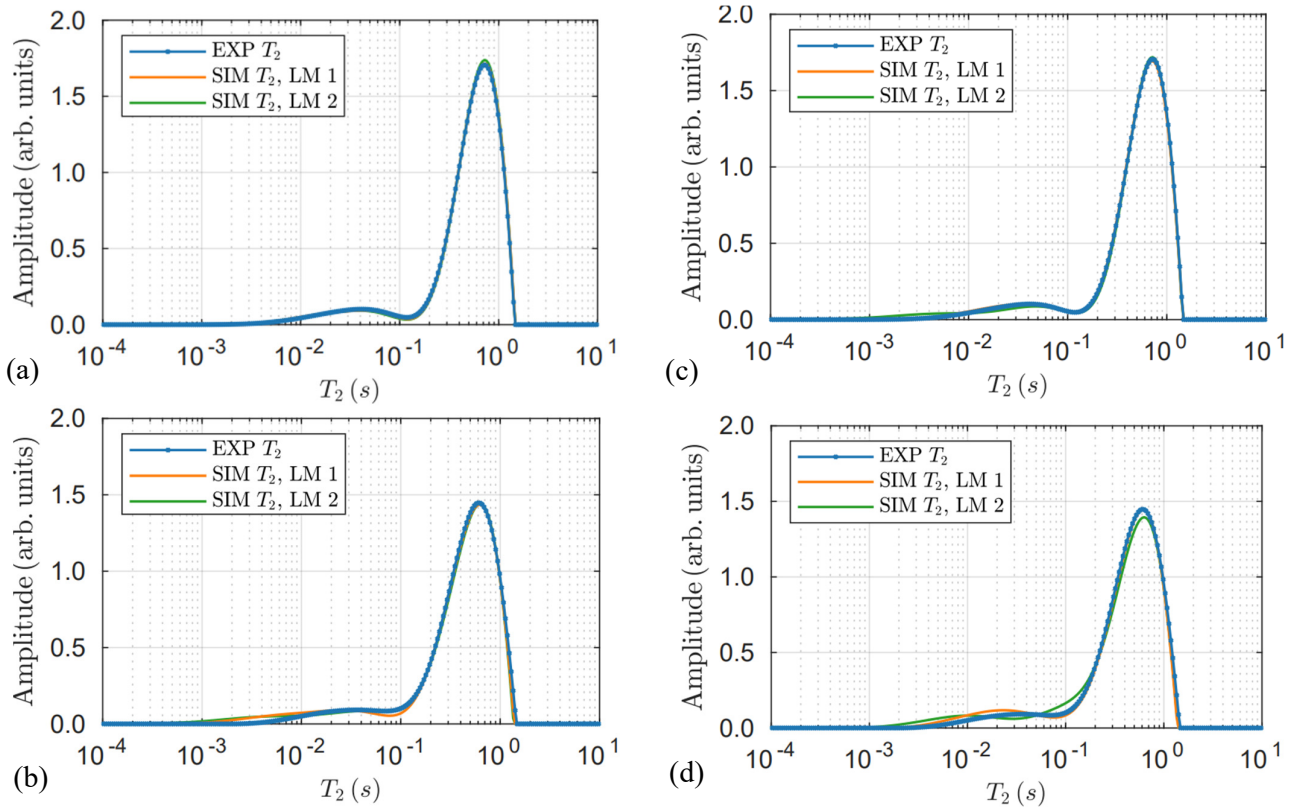 2.0
1.5
1.0
0.5
0.0
Amplitude (arb. units)
EXP T₂
SIM T₂, LM 1
SIM T₂, LM 2
10⁻⁴ 10⁻³ 10⁻² 10⁻¹ 10⁰ 10¹
T₂ (s)
(a)
2.0
1.5
1.0
0.5
0.0
Amplitude (arb. units)
EXP T₂
SIM T₂, LM 1
SIM T₂, LM 2
10⁻⁴ 10⁻³ 10⁻² 10⁻¹ 10⁰ 10¹
T₂ (s)
(c)
2.0
1.5
1.0
0.5
0.0
Amplitude (arb. units)
EXP T₂
SIM T₂, LM 1
SIM T₂, LM 2
10⁻⁴ 10⁻³ 10⁻² 10⁻¹ 10⁰ 10¹
T₂ (s)
(b)
2.0
1.5
1.0
0.5
0.0
Amplitude (arb. units)
EXP T₂
SIM T₂, LM 1
SIM T₂, LM 2
10⁻⁴ 10⁻³ 10⁻² 10⁻¹ 10⁰ 10¹
T₂ (s)
(d)